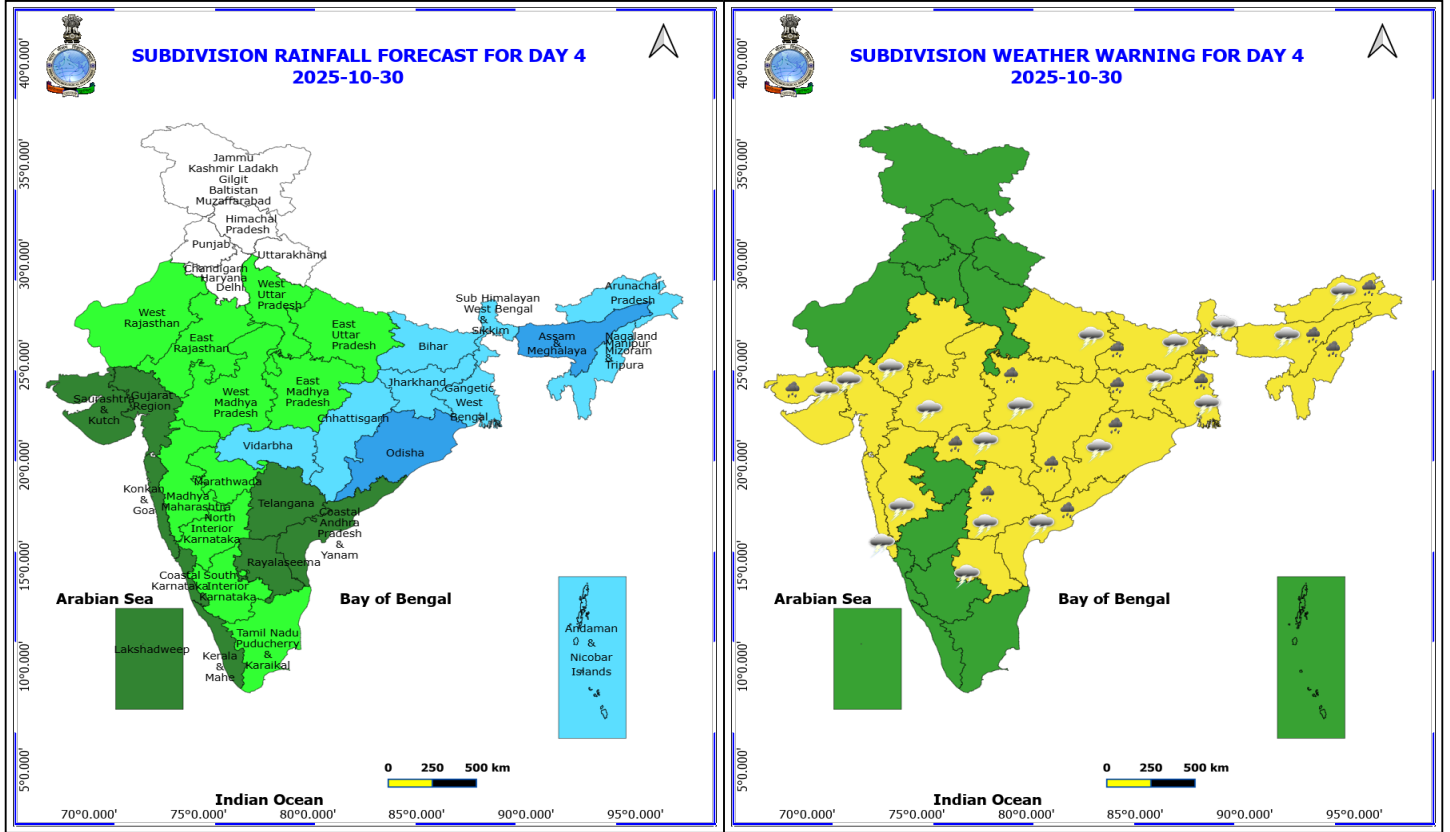 SUBDIVISION RAINFALL FORECAST FOR DAY 4
2025-10-30
Jammu
Kashmir Ladakh
Gilgit
Baltistan
Muzaffarabad
Himachal
Pradesh
Punjab
Uttarakhand
Chandigarh
Haryana
Delhi
West
Uttar
Pradesh
West
Rajasthan
East
Rajasthan
East
Uttar
Pradesh
Sub Himalayan
West Bengal
&
Sikkim
Arunachal
Pradesh
Assam
&
Meghalaya
Nagaland
Manipur
Mizoram
&
Tripura
Bihar
Jharkhand
Gangetic
West
Bengal
Saurashtra
&
Kutch
Gujarat
Region
West
Madhya
Pradesh
East
Madhya
Pradesh
Chhattisgarh
Vidarbha
Odisha
Konkan
&
Goa
Marathwada
Madhya
Maharashtra
North
Interior
Karnataka
Telangana
Coastal
Andhra
Pradesh
&
Yanam
Rayalaseema
Coastal
Karnataka
South
Interior
Karnataka
Tamil Nadu
Puducherry
&
Karaikal
Kerala
&
Mahe
Lakshadweep
Andaman
&
Nicobar
Islands
Arabian Sea
Bay of Bengal
Indian Ocean
0 250 500 km
40°0.000'
35°0.000'
30°0.000'
25°0.000'
20°0.000'
15°0.000'
10°0.000'
5°0.000'
70°0.000' 75°0.000' 80°0.000' 85°0.000' 90°0.000' 95°0.000'
SUBDIVISION WEATHER WARNING FOR DAY 4
2025-10-30
Arabian Sea
Bay of Bengal
Indian Ocean
0 250 500 km
40°0.000'
35°0.000'
30°0.000'
25°0.000'
20°0.000'
15°0.000'
10°0.000'
5°0.000'
70°0.000' 75°0.000' 80°0.000' 85°0.000' 90°0.000' 95°0.000'